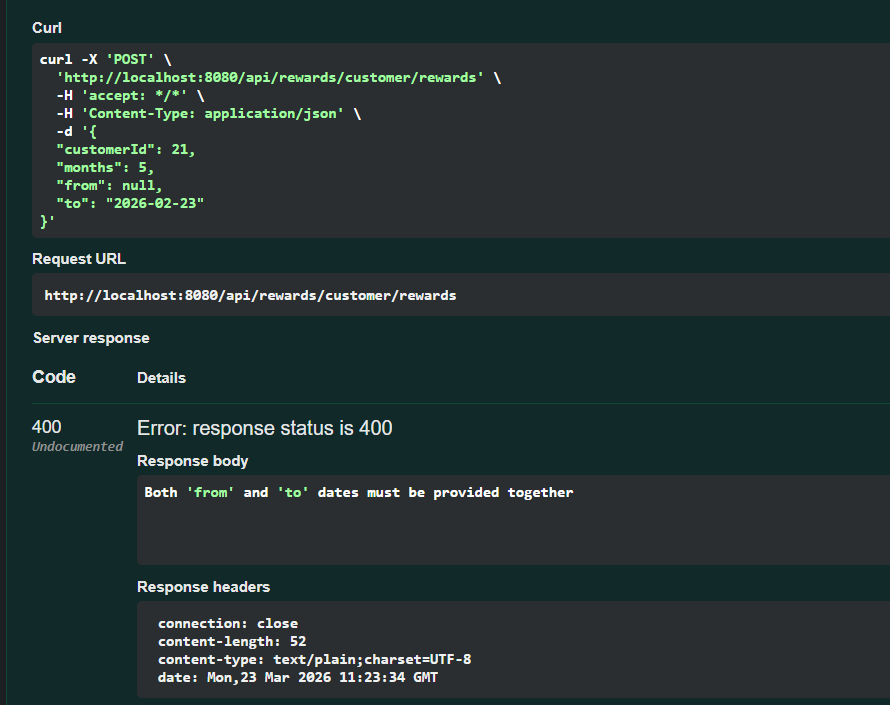 Curl
curl -X 'POST' \
  'http://localhost:8080/api/rewards/customer/rewards' \
  -H 'accept: */*' \
  -H 'Content-Type: application/json' \
  -d '{
  "customerId": 21,
  "months": 5,
  "from": null,
  "to": "2026-02-23"
}'
Request URL
http://localhost:8080/api/rewards/customer/rewards
Server response
Code Details
400 Error: response status is 400
Undocumented
Response body
Both 'from' and 'to' dates must be provided together
Response headers
connection: close
content-length: 52
content-type: text/plain;charset=UTF-8
date: Mon,23 Mar 2026 11:23:34 GMT